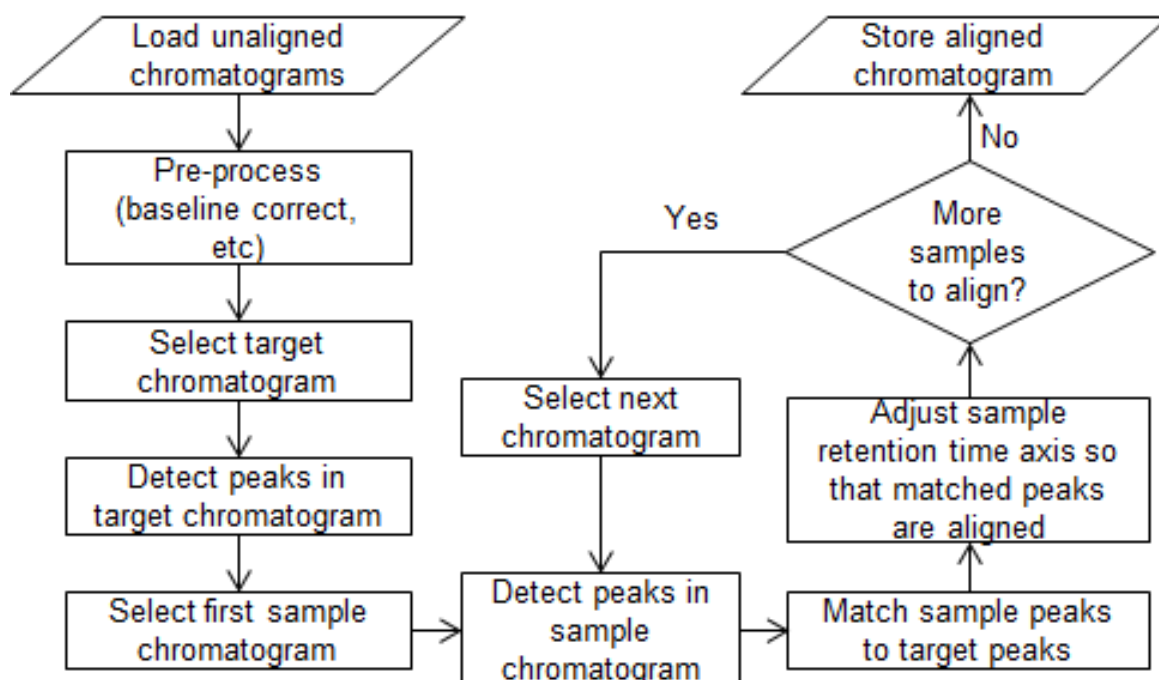 Load unaligned
chromatograms
Pre-process
(baseline correct,
etc)
Select target
chromatogram
Detect peaks in
target chromatogram
Select first sample
chromatogram
Detect peaks in
sample
chromatogram
Match sample peaks
to target peaks
Adjust sample
retention time axis so
that matched peaks
are aligned
More
samples
to align?
Yes
Select next
chromatogram
No
Store aligned
chromatogram